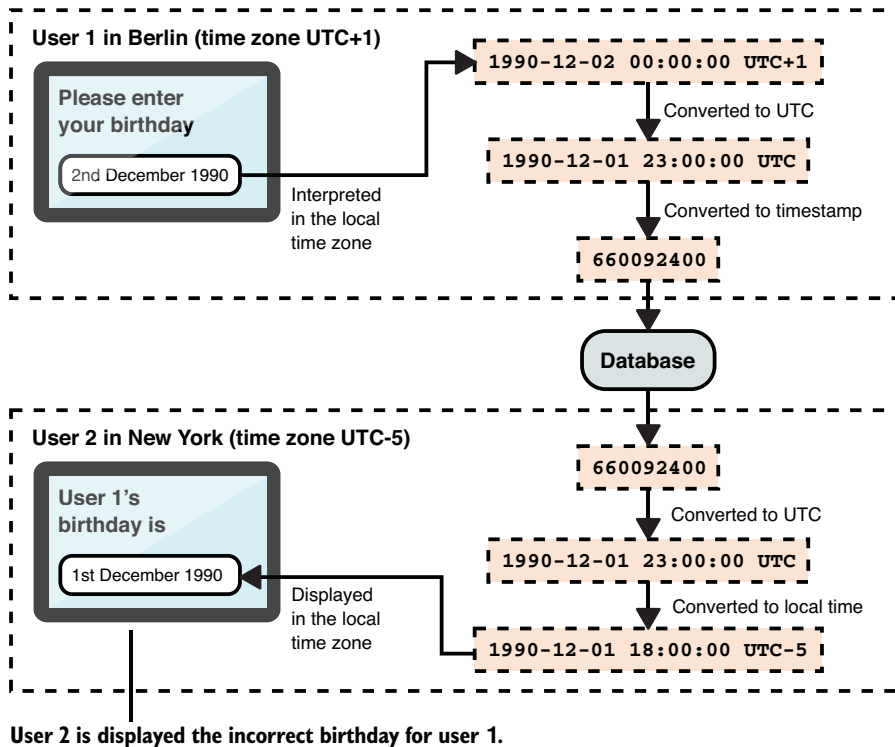 User 1 in Berlin (time zone UTC+1)
Please enter
your birthday
2nd December 1990
Interpreted
in the local
time zone
1990-12-02 00:00:00 UTC+1
Converted to UTC
1990-12-01 23:00:00 UTC
Converted to timestamp
660092400
Database
User 2 in New York (time zone UTC-5)
660092400
Converted to UTC
1990-12-01 23:00:00 UTC
Converted to local time
1990-12-01 18:00:00 UTC-5
Displayed
in the local
time zone
User 1's
birthday is
1st December 1990
User 2 is displayed the incorrect birthday for user 1.